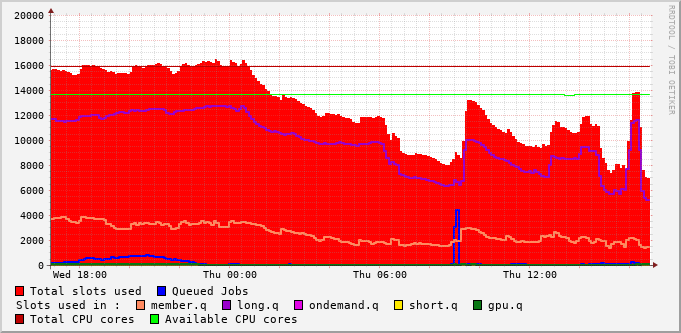 RRDTOOL / TOBI OETIKER
20000
18000
16000
14000
12000
10000
8000
6000
4000
2000
0
Wed 18:00 Thu 00:00 Thu 06:00 Thu 12:00
Total slots used Queued Jobs
Slots used in : member.q long.q ondemand.q short.q gpu.q
Total CPU cores Available CPU cores